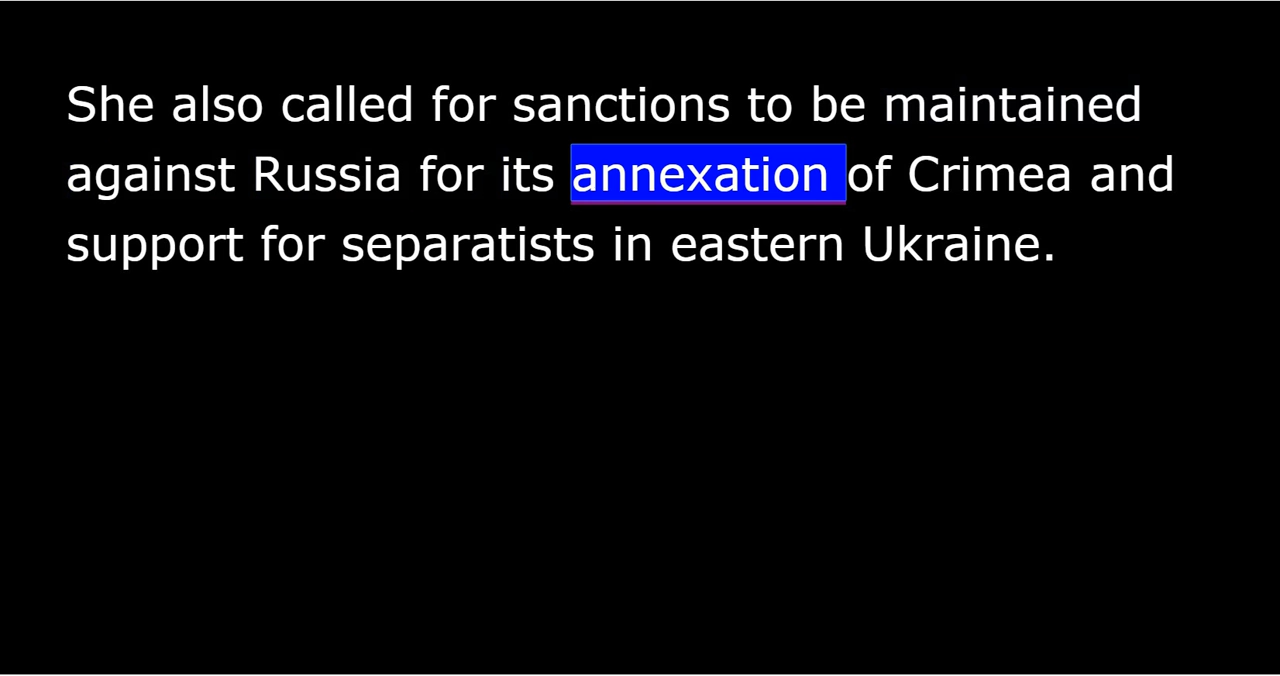 She also called for sanctions to be maintained
against Russia for its annexation of Crimea and
support for separatists in eastern Ukraine.